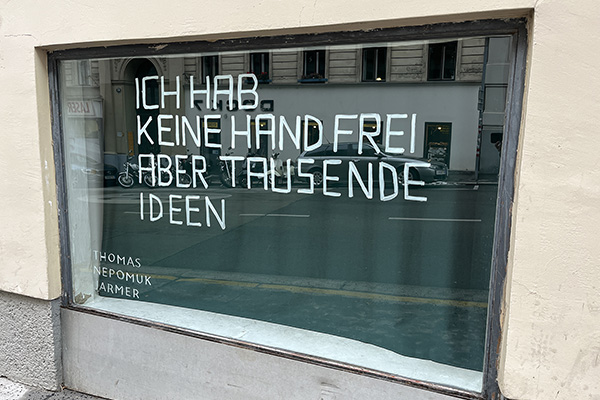 ICH HAB
KEINE HAND FREI
ABER TAUSENDE
IDEEN
THOMAS
NEPOMUK
JARMER